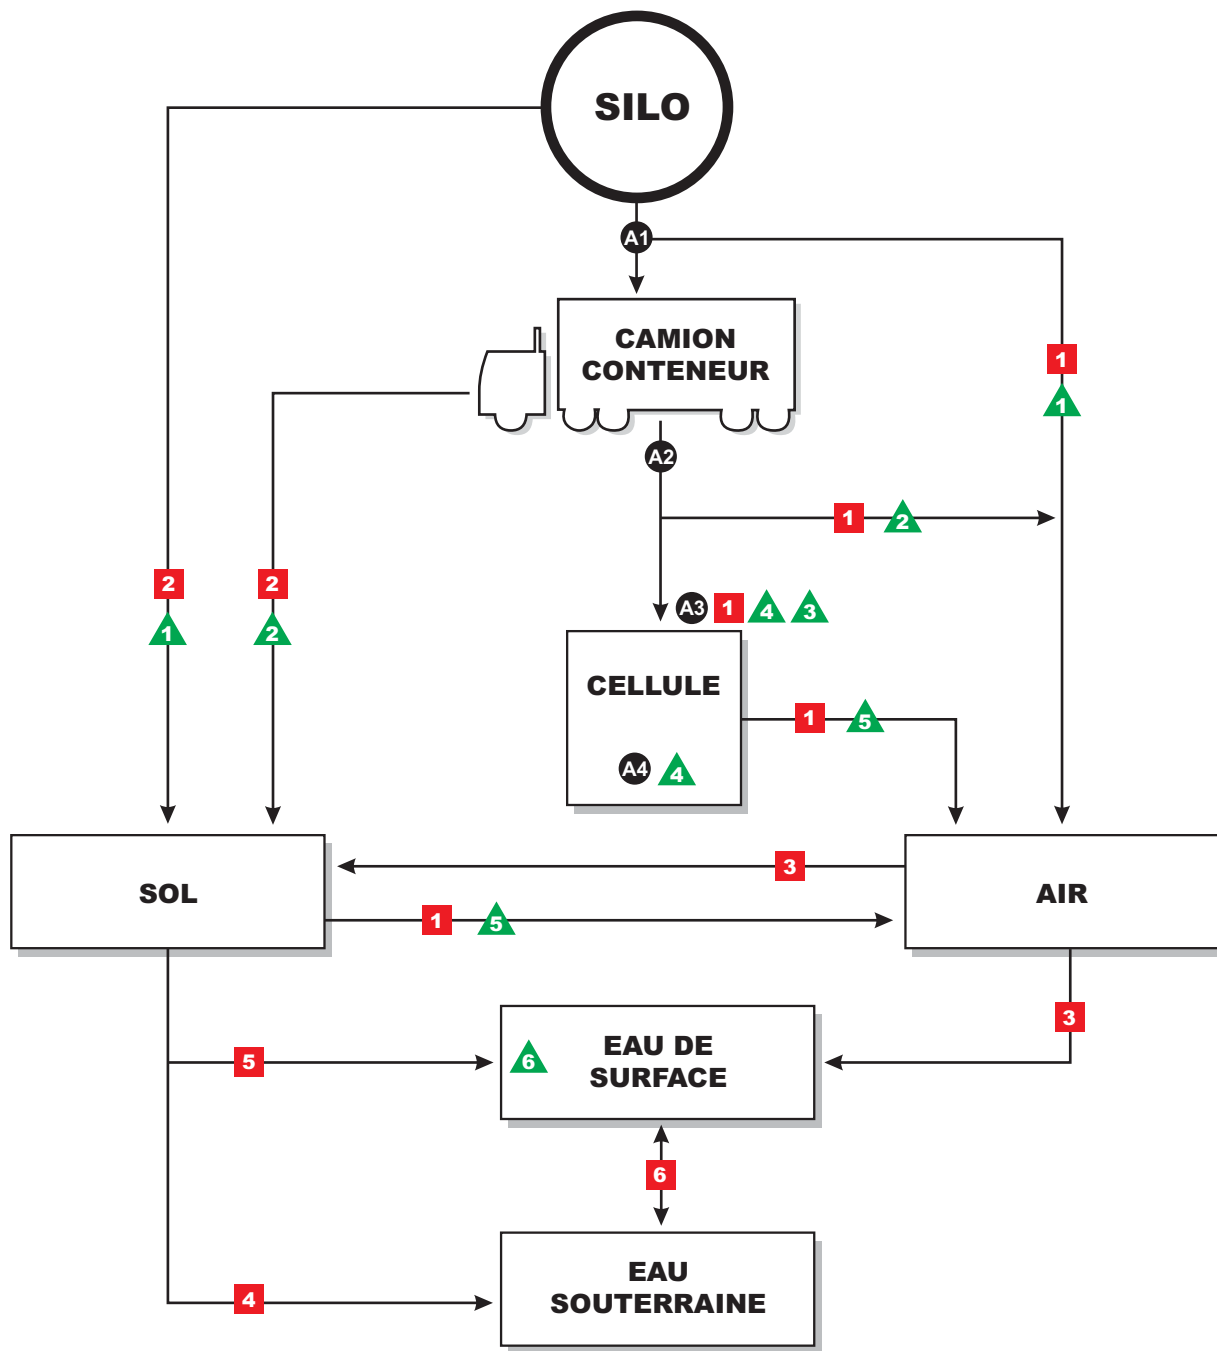 SILO
A1
CAMION
CONTENEUR
1
1
A2
1 2
2
1
2
2
A3 1 4 3
CELLULE
1 5
A4 4
3
SOL
AIR
1 5
3
6
EAU DE
SURFACE
5
6
EAU
SOUTERRAINE
4